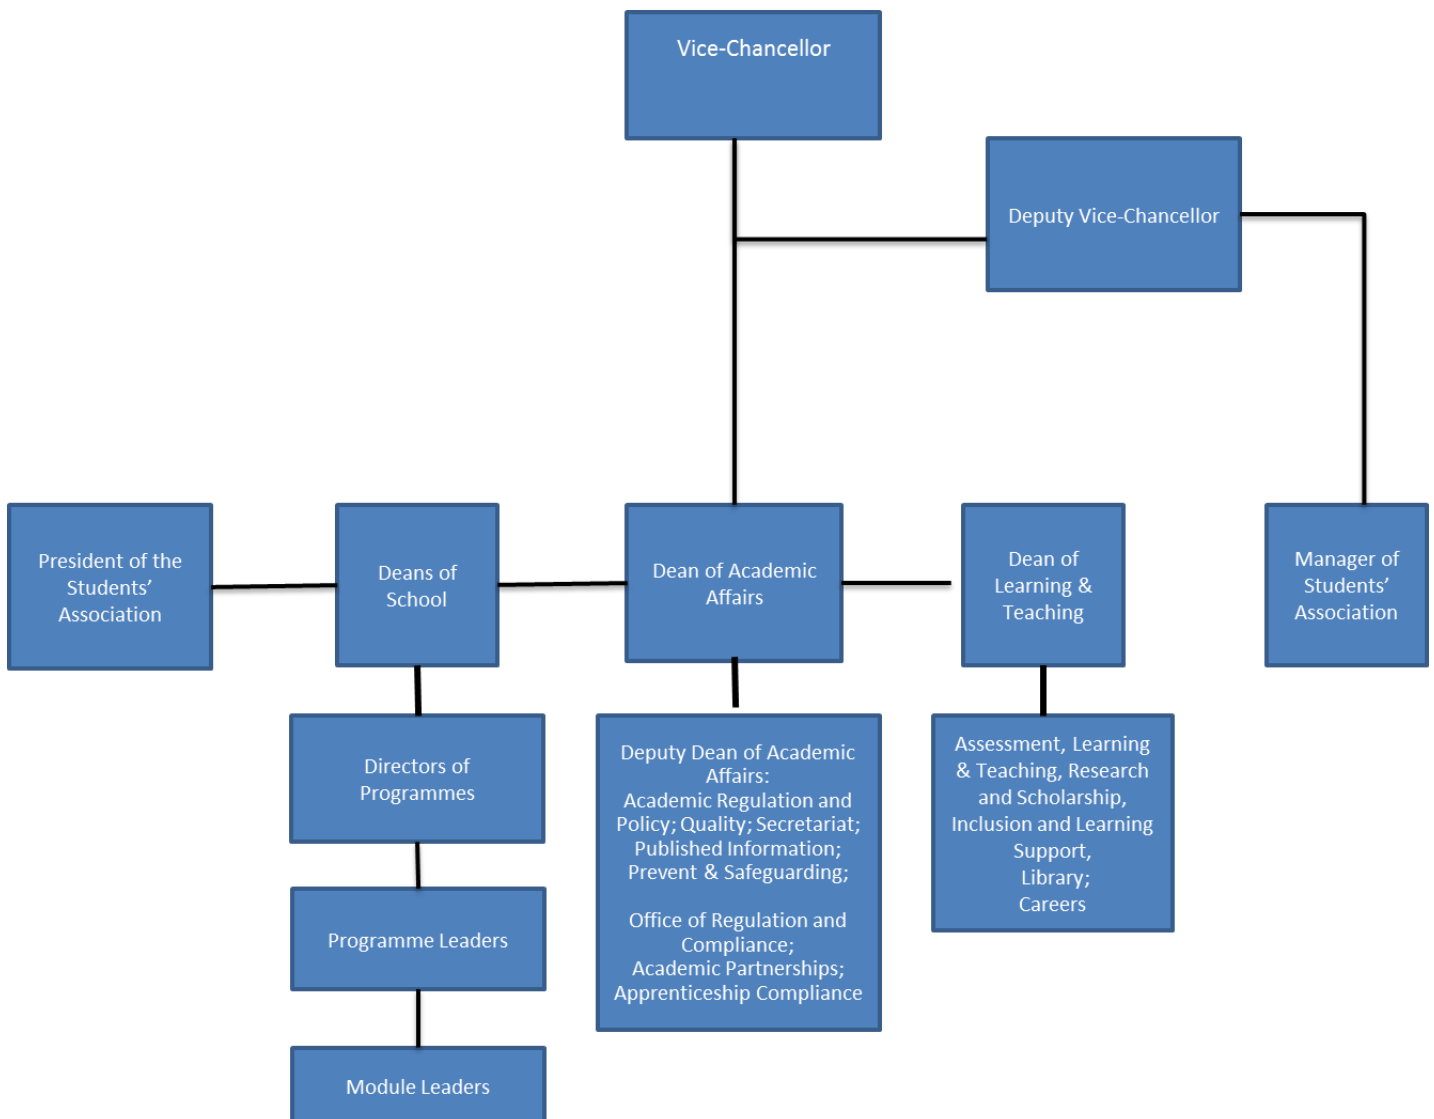 Vice-Chancellor
Deputy Vice-Chancellor
President of the
Students’
Association
Deans of
School
Dean of Academic
Affairs
Dean of
Learning &
Teaching
Manager of
Students’
Association
Directors of
Programmes
Programme Leaders
Module Leaders
Deputy Dean of Academic
Affairs:
Academic Regulation and
Policy; Quality; Secretariat;
Published Information;
Prevent & Safeguarding;
Office of Regulation and
Compliance;
Academic Partnerships;
Apprenticeship Compliance
Assessment, Learning
& Teaching, Research
and Scholarship,
Inclusion and Learning
Support,
Library;
Careers